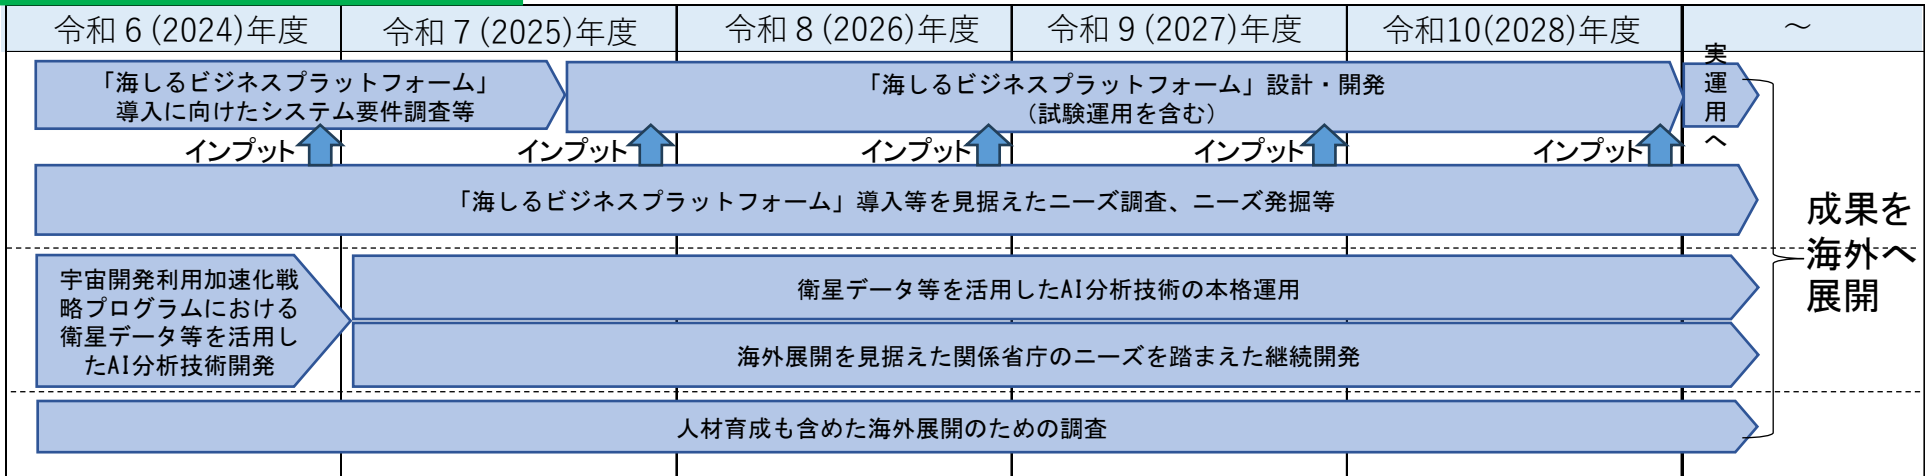 令和６(2024)年度
令和７(2025)年度
令和８(2026)年度
令和９(2027)年度
令和10(2028)年度
～
「海しるビジネスプラットフォーム」
導入に向けたシステム要件調査等
「海しるビジネスプラットフォーム」設計・開発
（試験運用を含む）
実
運
用
へ
インプット
インプット
インプット
インプット
インプット
「海しるビジネスプラットフォーム」導入等を見据えたニーズ調査、ニーズ発掘等
宇宙開発利用加速化戦
略プログラムにおける
衛星データ等を活用し
たAI分析技術開発
衛星データ等を活用したAI分析技術の本格運用
海外展開を見据えた関係省庁のニーズを踏まえた継続開発
人材育成も含めた海外展開のための調査
成果を
海外へ
展開